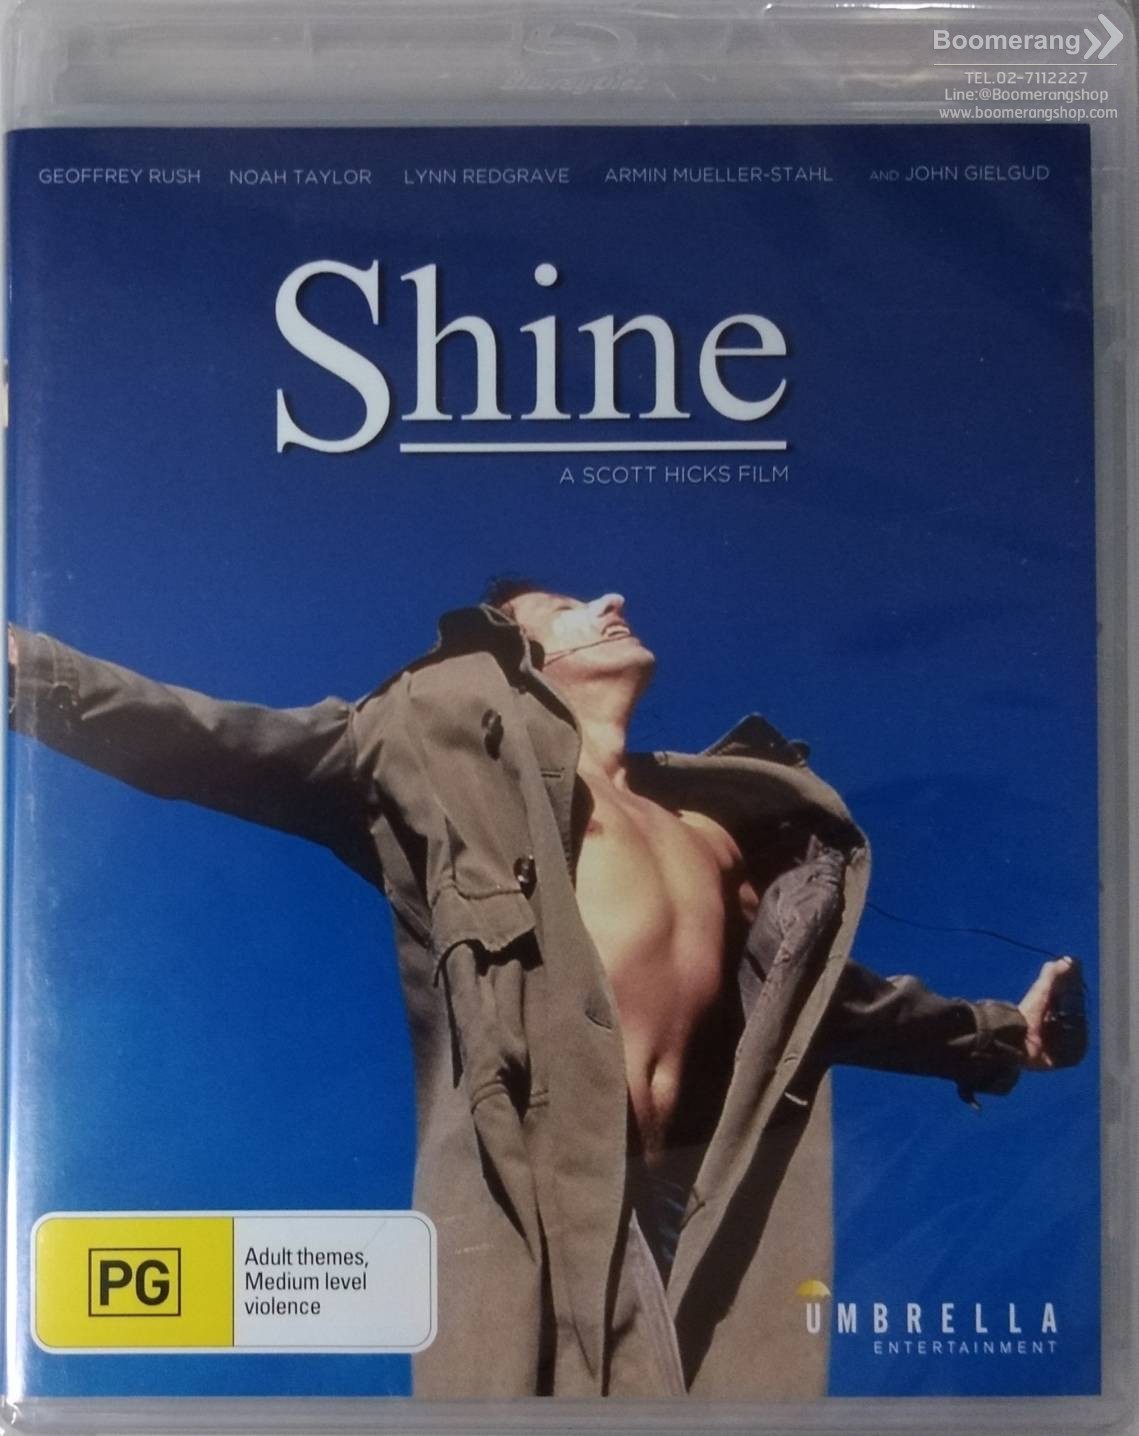 Boomerang
TEL.02-7112227
Line:@Boomerangshop
www.boomerangshop.com
GEOFFREY RUSH NOAH TAYLOR LYNN REDGRAVE ARMIN MUELLER-STAHL AND JOHN GIELGUD
Shine
A SCOTT HICKS FILM
PG
Adult themes,
Medium level
violence
UMBRELLA
ENTERTAINMENT